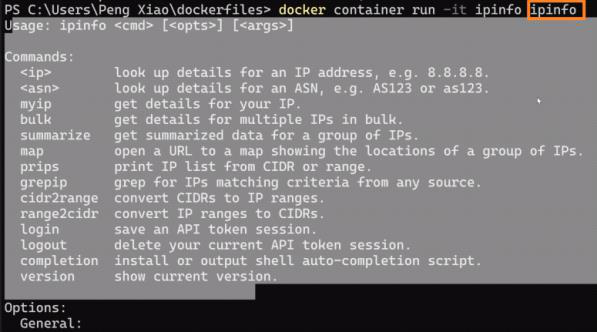 PS C:\Users\Peng Xiao\dockerfiles> docker container run -it ipinfo ipinfo
Usage: ipinfo <cmd> [<opts>] [<args>]
Commands:
<ip> look up details for an IP address, e.g. 8.8.8.8.
<asn> look up details for an ASN, e.g. AS123 or as123.
myip get details for your IP.
bulk get details for multiple IPs in bulk.
summarize get summarized data for a group of IPs.
map open a URL to a map showing the locations of a group of IPs.
prips print IP list from CIDR or range.
grepip grep for IPs matching criteria from any source.
cidr2range convert CIDRs to IP ranges.
range2cidr convert IP ranges to CIDRs.
login save an API token session.
logout delete your current API token session.
completion install or output shell auto-completion script.
version show current version.
Options:
General: